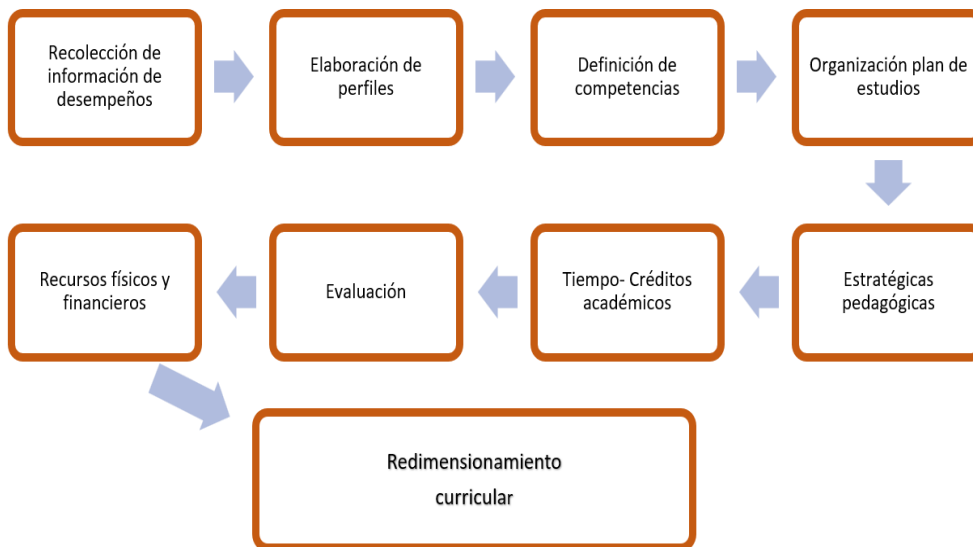 Recolección de
información de
desempeños
Elaboración de
perfiles
Definición de
competencias
Organización plan de
estudios
Estratégicas
pedagógicas
Tiempo- Créditos
académicos
Evaluación
Recursos físicos y
financieros
Redimensionamiento
curricular